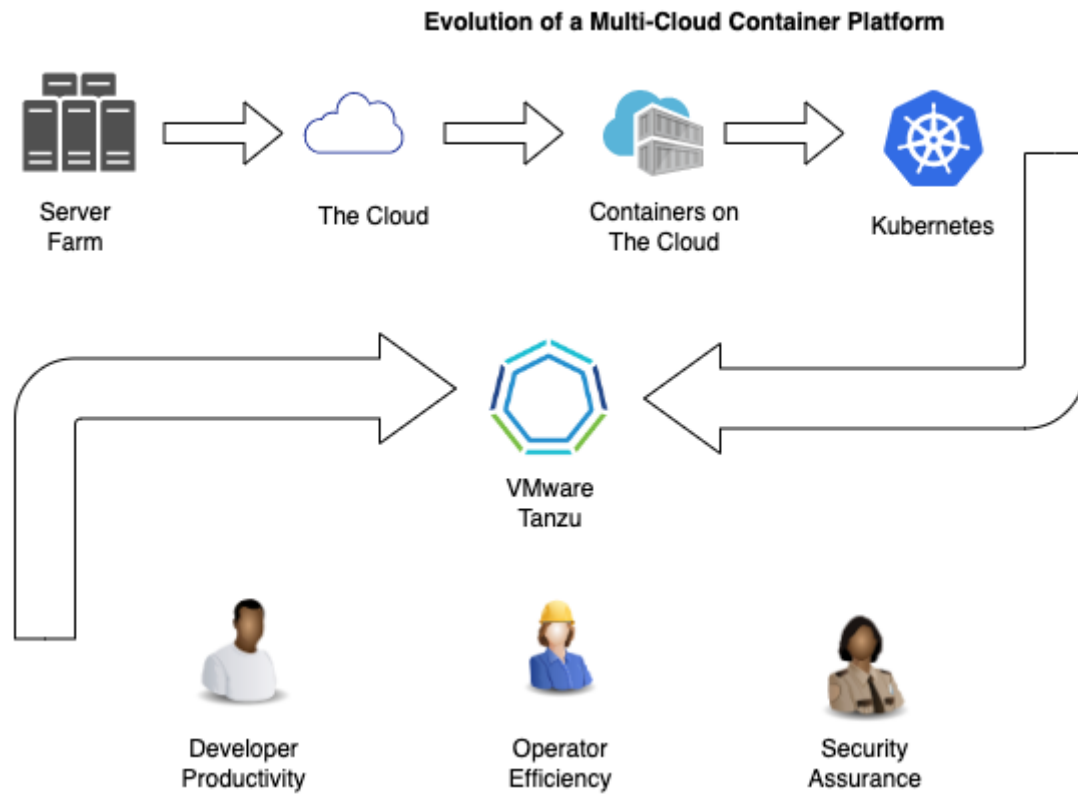 Evolution of a Multi-Cloud Container Platform
Server
Farm
The Cloud
Containers on
The Cloud
Kubernetes
VMware
Tanzu
Developer
Productivity
Operator
Efficiency
Security
Assurance